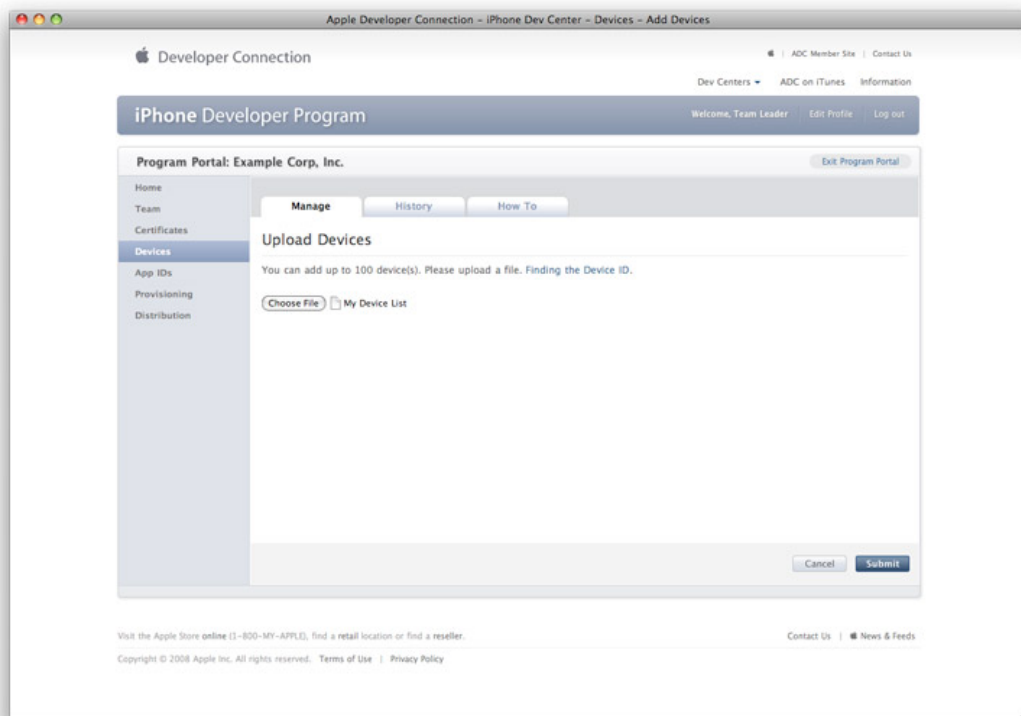 Apple Developer Connection – iPhone Dev Center – Devices – Add Devices
Developer Connection
| ADC Member Site | Contact Us
Dev Centers ADC on iTunes Information
iPhone Developer Program
Welcome, Team Leader Edit Profile Log out
Program Portal: Example Corp, Inc.
Exit Program Portal
Home
Team
Certificates
Devices
App IDs
Provisioning
Distribution
Manage History How To
Upload Devices
You can add up to 100 device(s). Please upload a file. Finding the Device ID.
Choose File My Device List
Cancel Submit
Visit the Apple Store online (1-800-MY-APPLE), find a retail location or find a reseller.
Contact Us | News & Feeds
Copyright © 2008 Apple Inc. All rights reserved. Terms of Use | Privacy Policy